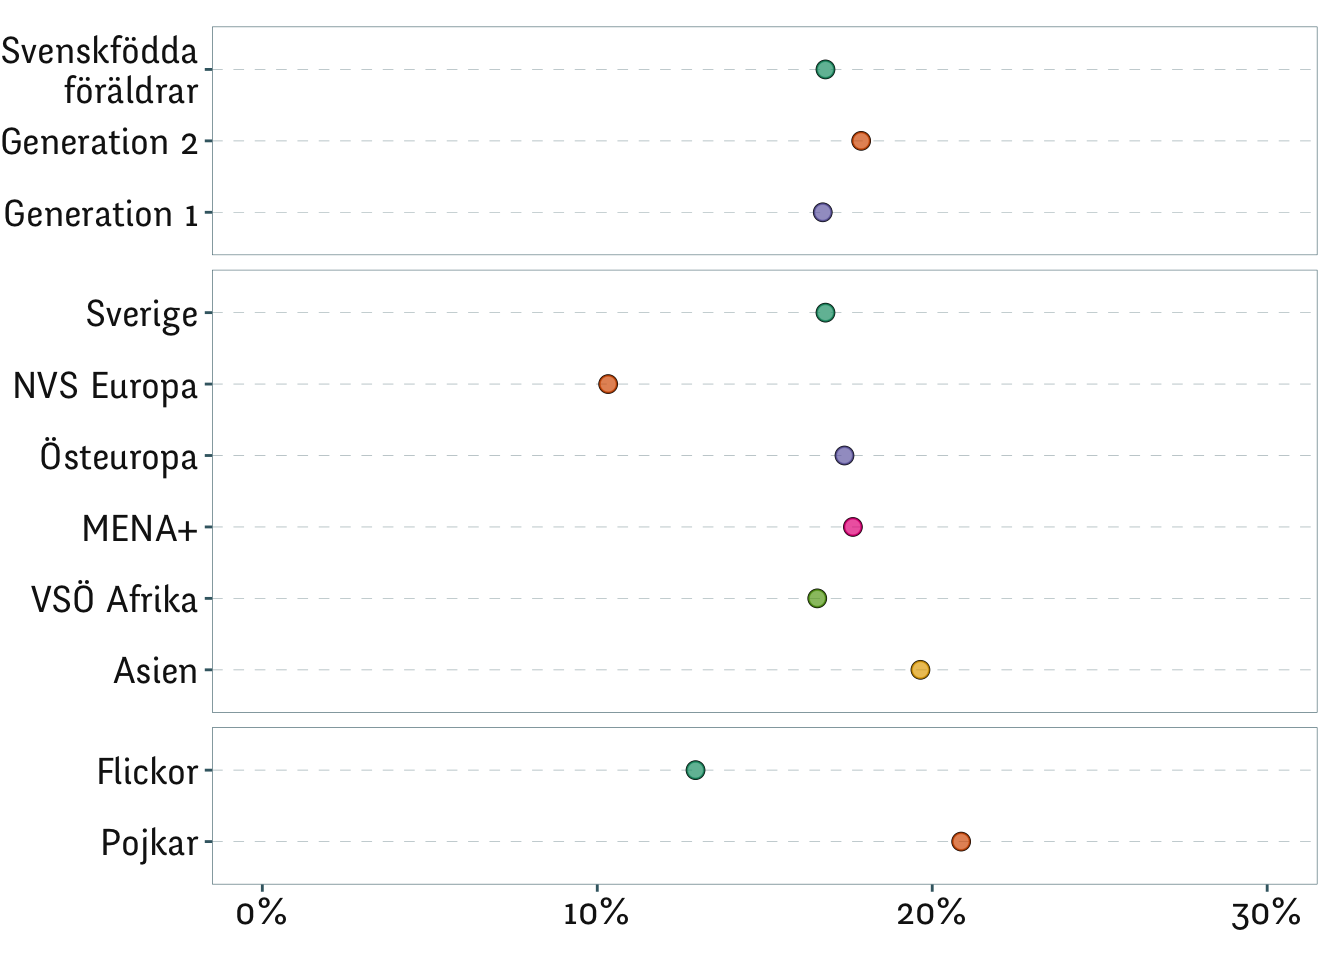 Svenskfödda
föräldrar
Generation 2
Generation 1
Sverige
NVS Europa
Östeuropa
MENA+
VSÖ Afrika
Asien
Flickor
Pojkar
0% 10% 20% 30%